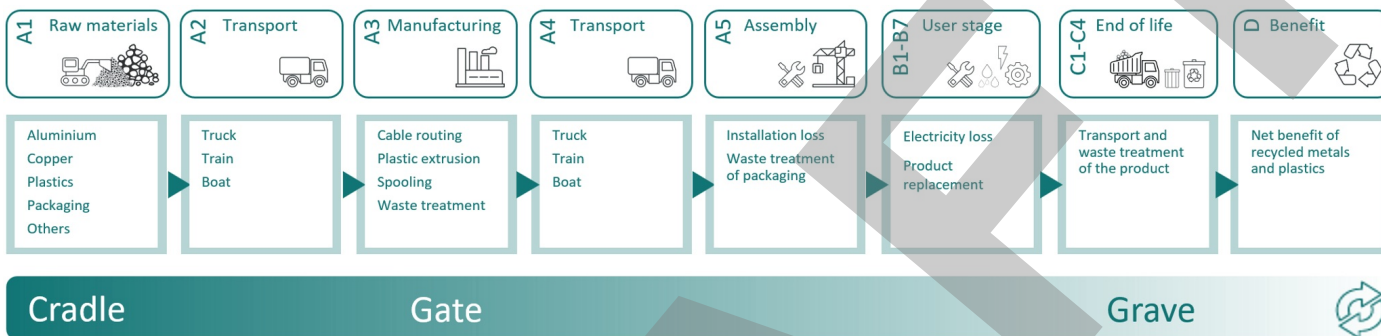 A1 Raw materials
A2 Transport
A3 Manufacturing
A4 Transport
A5 Assembly
B1-B7 User stage
C1-C4 End of life
D Benefit
Aluminium
Copper
Plastics
Packaging
Others
Truck
Train
Boat
Cable routing
Plastic extrusion
Spooling
Waste treatment
Truck
Train
Boat
Installation loss
Waste treatment
of packaging
Electricity loss
Product
replacement
Transport and
waste treatment
of the product
Net benefit of
recycled metals
and plastics
Cradle
Gate
Grave